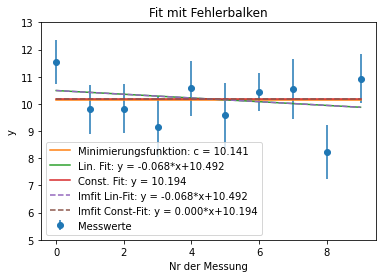 Fit mit Fehlerbalken
13
12
11
10
9
8
7
6
5
y
Minimierungsfunktion: c = 10.141
Lin. Fit: y = -0.068*x+10.492
Const. Fit: y = 10.194
lmfit Lin-Fit: y = -0.068*x+10.492
lmfit Const-Fit: y = 0.000*x+10.194
Messwerte
0 2 4 6 8
Nr der Messung